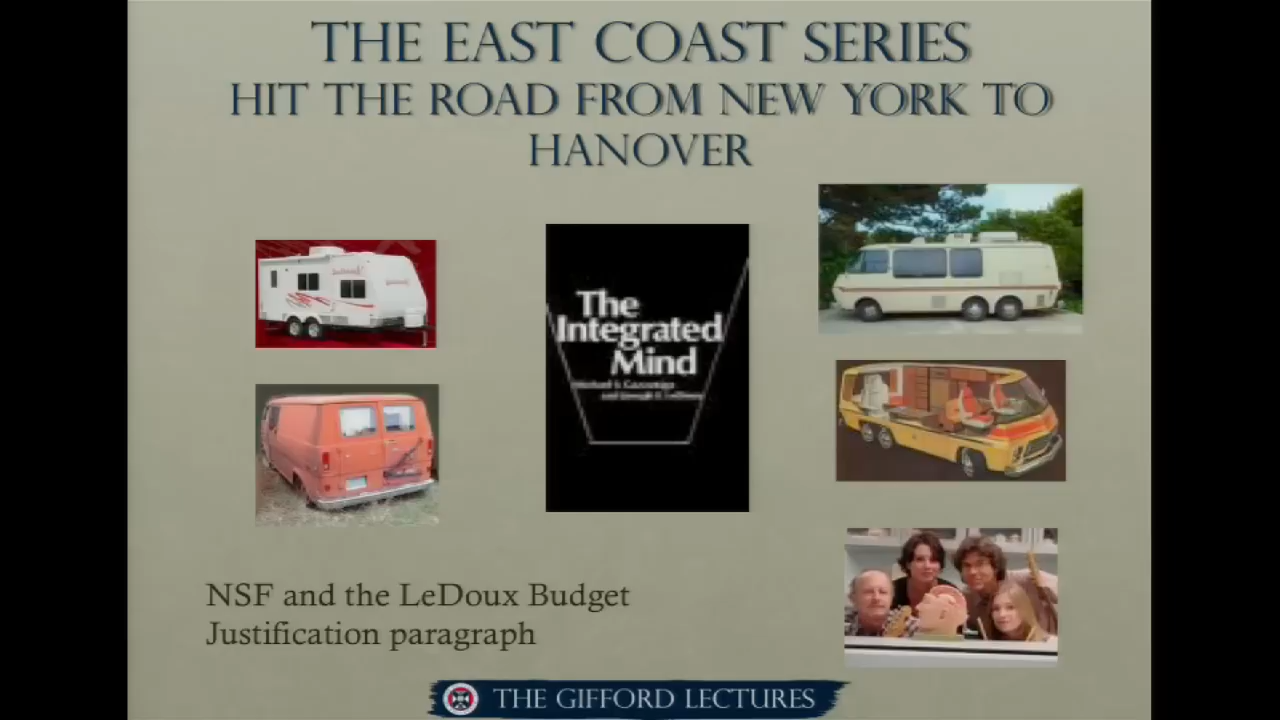 THE EAST COAST SERIES
HIT THE ROAD FROM NEW YORK TO
HANOVER
The
Integrated
Mind
NSF and the LeDoux Budget
Justification paragraph
THE GIFFORD LECTURES